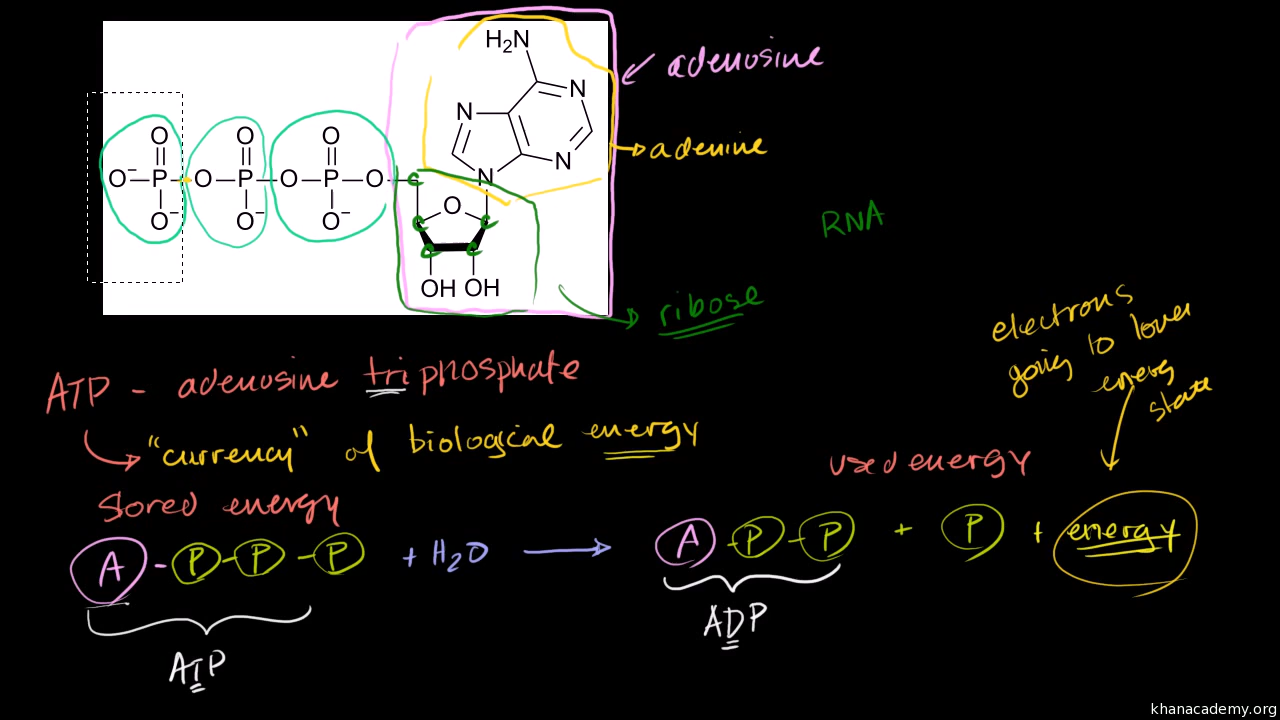 H₂N
adenosine
N
N
adenine
N
N
O
O
O
O⁻
P
O
P
O
P
O
C
O⁻
O⁻
O⁻
O
C
C
C
C
OH
OH
RNA
ribose
electrons
going to lower
energy
state
ATP - adenosine triphosphate
"currency" of biological energy
used energy
stored energy
A - P - P - P + H₂O → A - P - P + P + energy
ATP
ADP
khanacademy.org